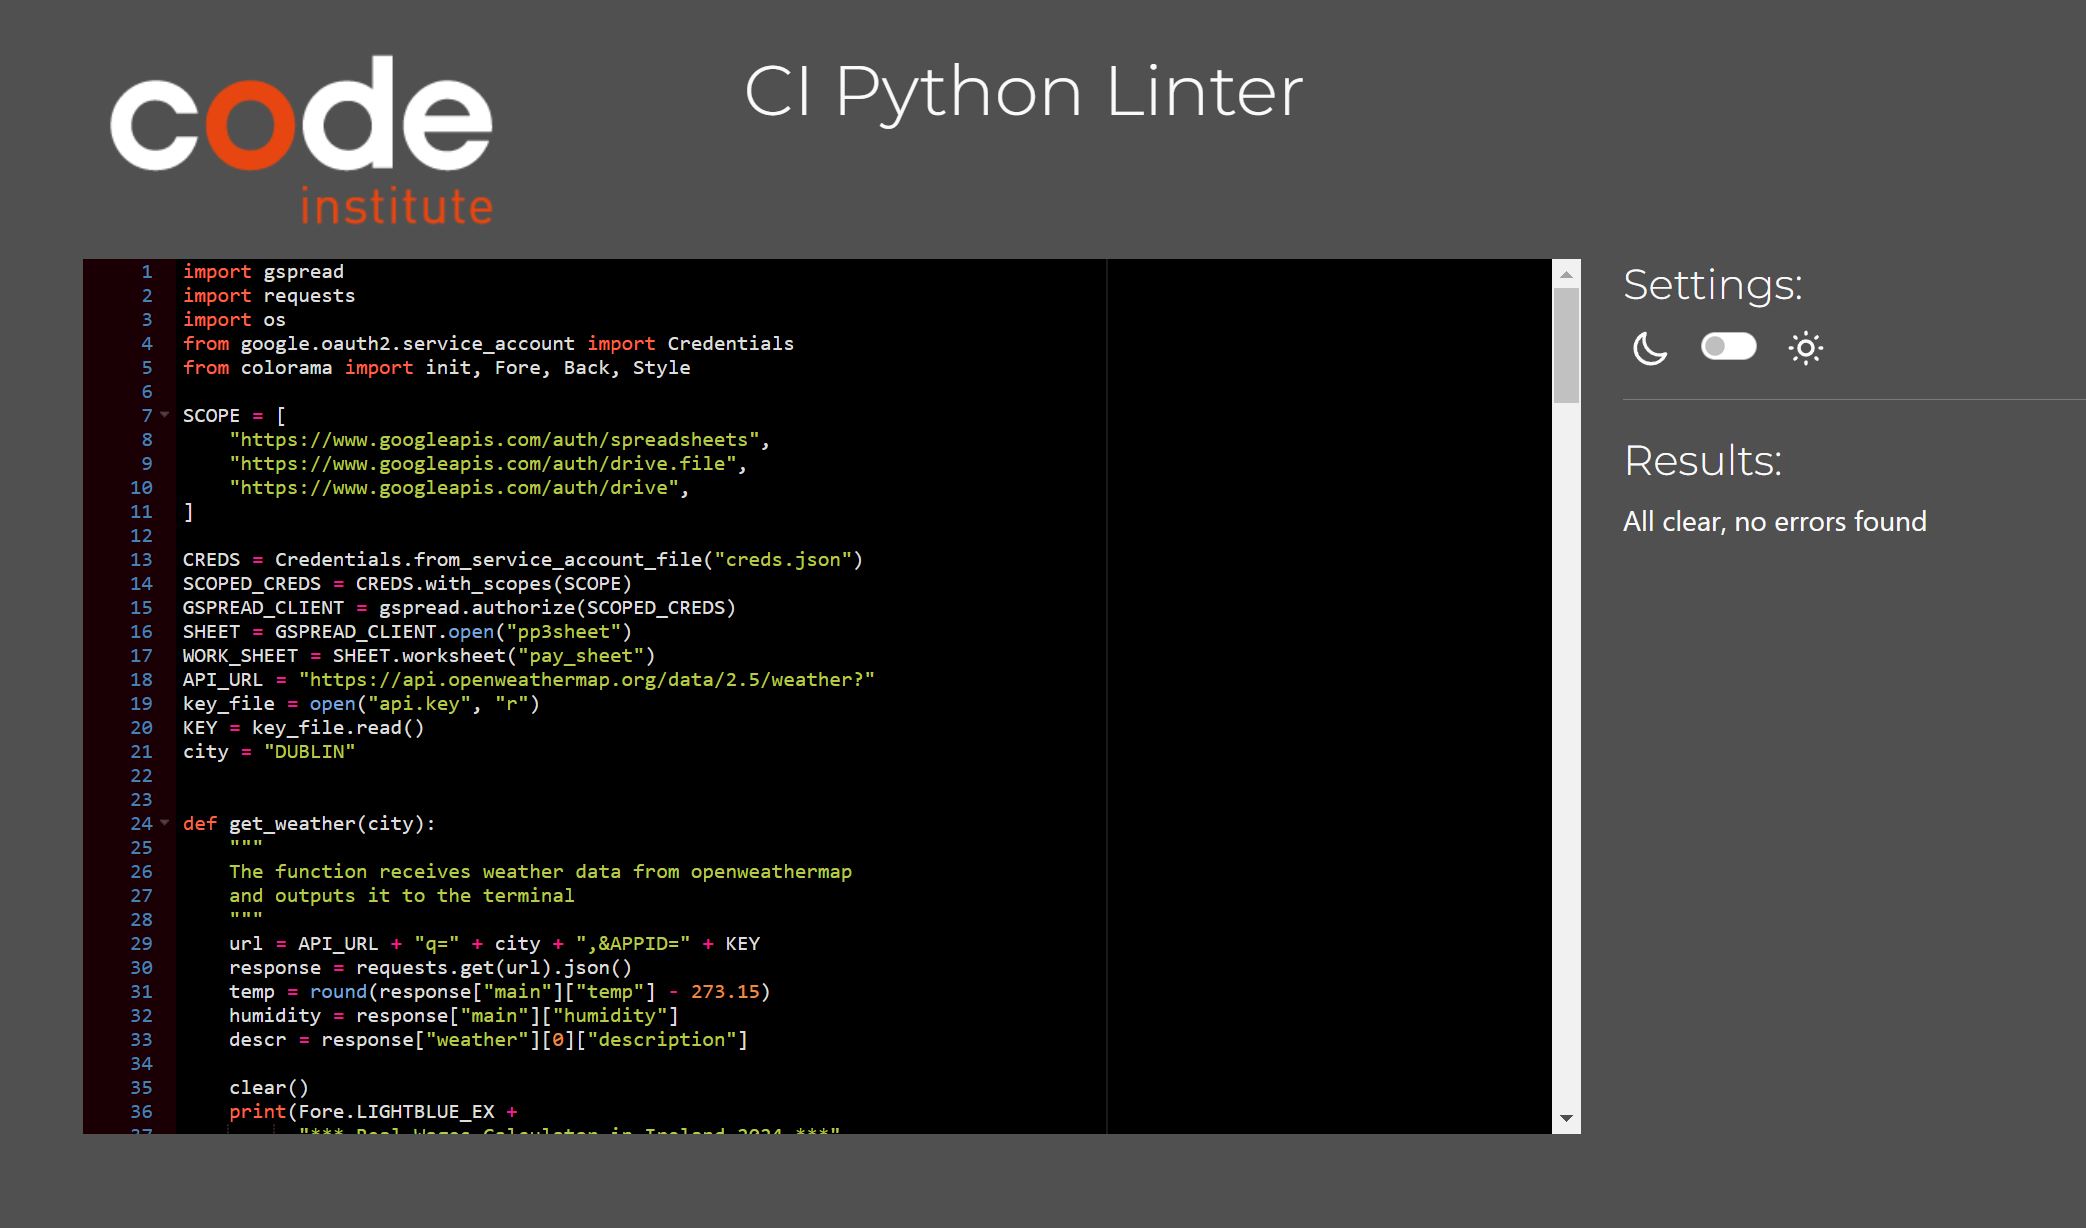 code
institute
CI Python Linter
1 import gspread
2 import requests
3 import os
4 from google.oauth2.service_account import Credentials
5 from colorama import init, Fore, Back, Style
6
7 SCOPE = [
8     "https://www.googleapis.com/auth/spreadsheets",
9     "https://www.googleapis.com/auth/drive.file",
10     "https://www.googleapis.com/auth/drive",
11 ]
12
13 CREDS = Credentials.from_service_account_file("creds.json")
14 SCOPED_CREDS = CREDS.with_scopes(SCOPE)
15 GSPREAD_CLIENT = gspread.authorize(SCOPED_CREDS)
16 SHEET = GSPREAD_CLIENT.open("pp3sheet")
17 WORK_SHEET = SHEET.worksheet("pay_sheet")
18 API_URL = "https://api.openweathermap.org/data/2.5/weather?"
19 key_file = open("api.key", "r")
20 KEY = key_file.read()
21 city = "DUBLIN"
22
23
24 def get_weather(city):
25     """
26     The function receives weather data from openweathermap
27     and outputs it to the terminal
28     """
29     url = API_URL + "q=" + city + ",&APPID=" + KEY
30     response = requests.get(url).json()
31     temp = round(response["main"]["temp"] - 273.15)
32     humidity = response["main"]["humidity"]
33     descr = response["weather"][0]["description"]
34
35     clear()
36     print(Fore.LIGHTBLUE_EX +
37           "*** Real Wages Calculator in Ireland 2024 ***"
Settings:
Results:
All clear, no errors found